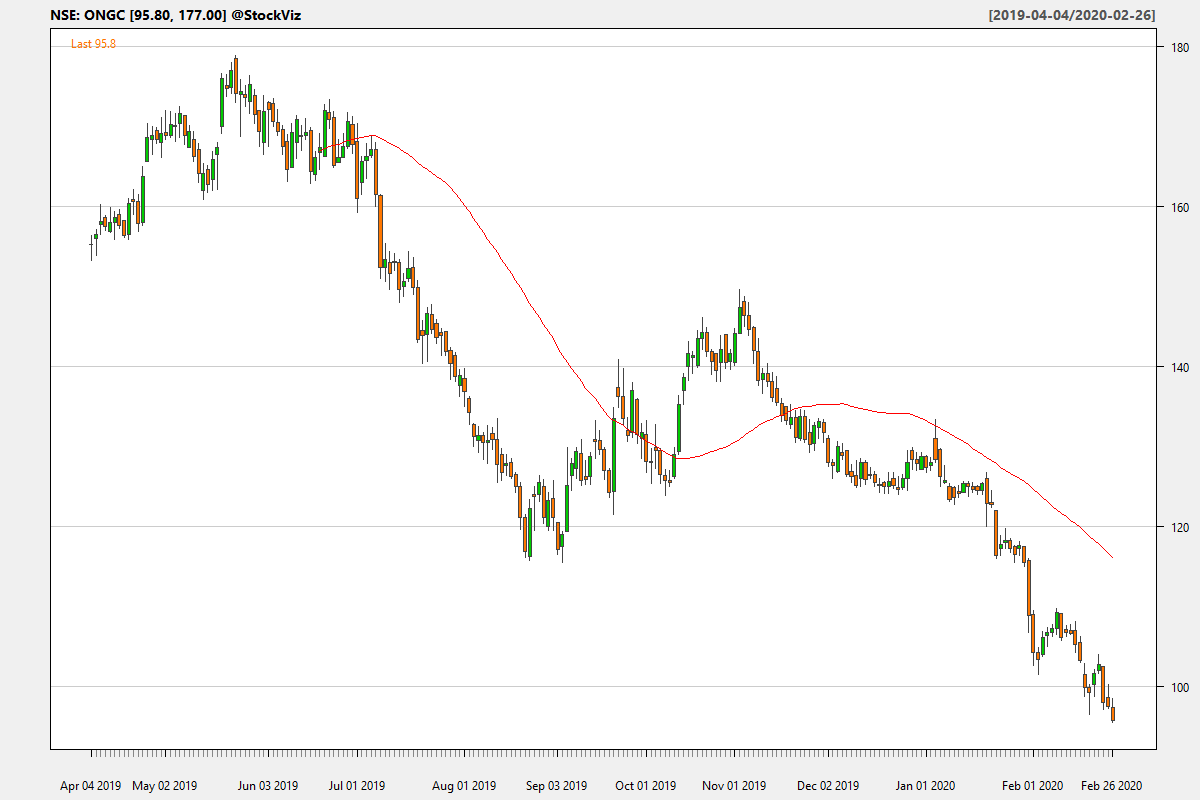 NSE: ONGC [95.80, 177.00] @StockViz [2019-04-04/2020-02-26]
Last 95.8
180
160
140
120
100
Apr 04 2019 May 02 2019 Jun 03 2019 Jul 01 2019 Aug 01 2019 Sep 03 2019 Oct 01 2019 Nov 01 2019 Dec 02 2019 Jan 01 2020 Feb 01 2020 Feb 26 2020